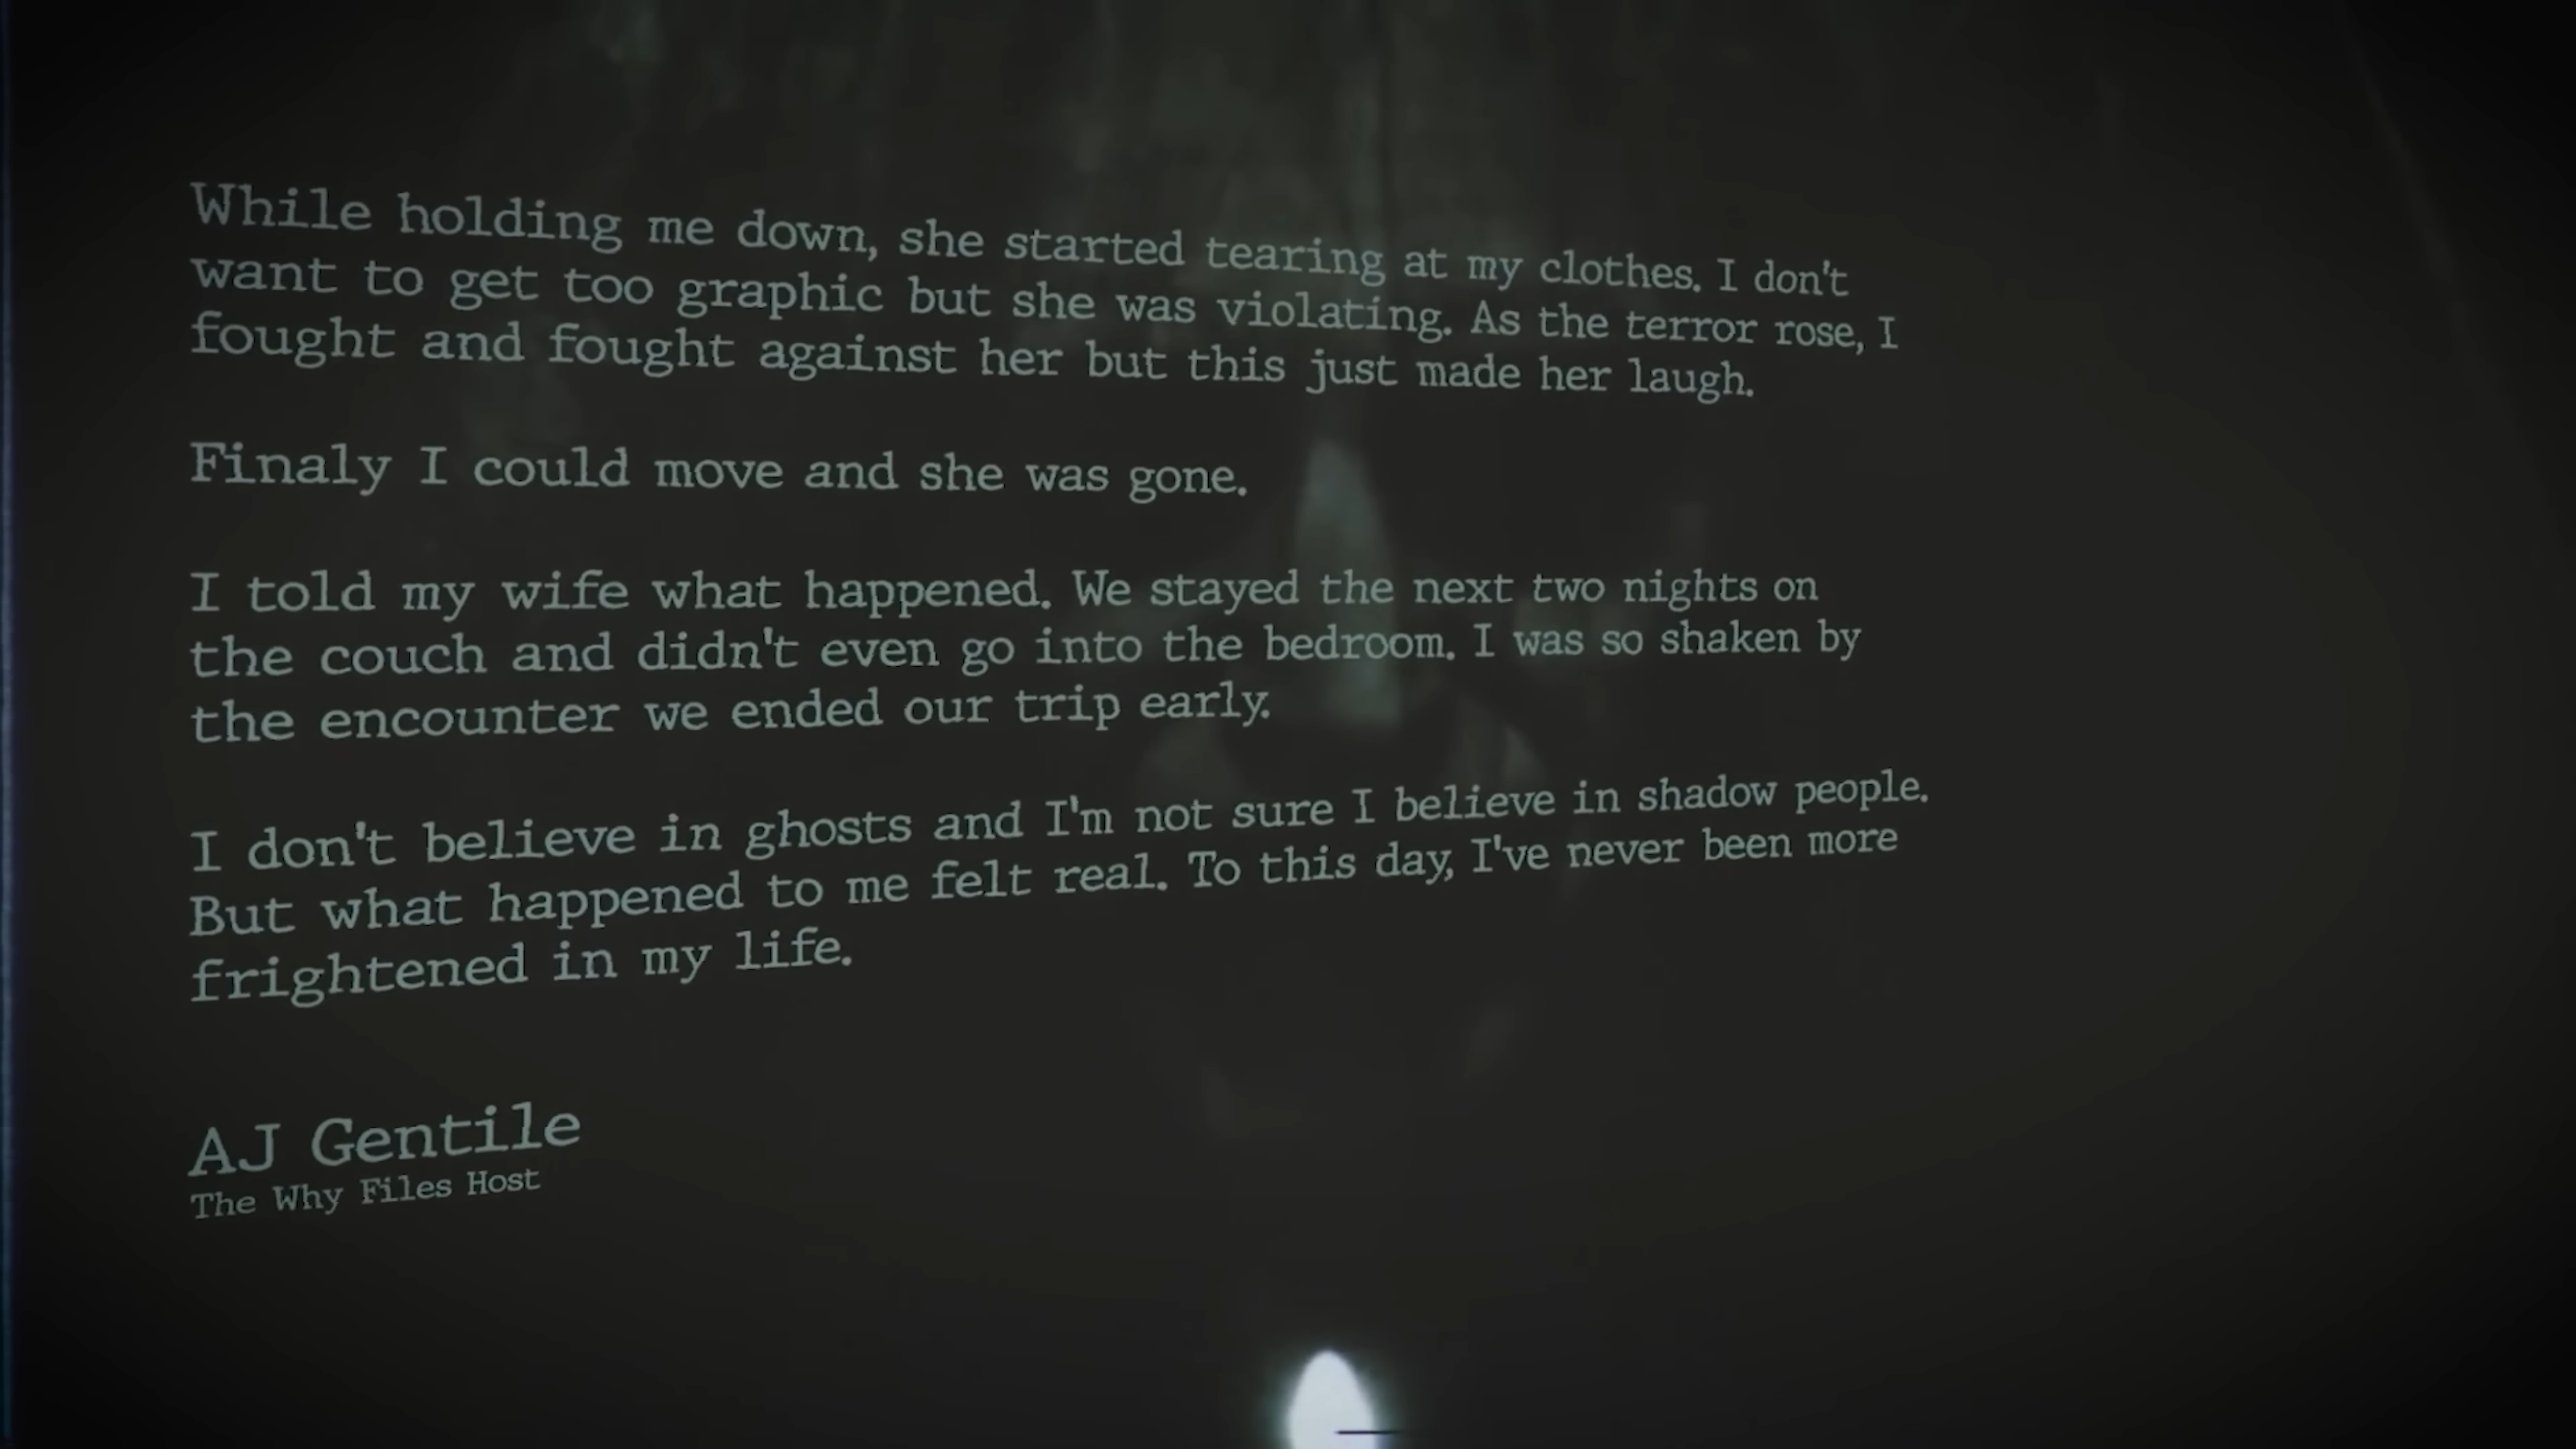 While holding me down, she started tearing at my clothes. I don't
want to get too graphic but she was violating. As the terror rose, I
fought and fought against her but this just made her laugh.
Finaly I could move and she was gone.
I told my wife what happened. We stayed the next two nights on
the couch and didn't even go into the bedroom. I was so shaken by
the encounter we ended our trip early.
I don't believe in ghosts and I'm not sure I believe in shadow people.
But what happened to me felt real. To this day, I've never been more
frightened in my life.
AJ Gentile
The Why Files Host